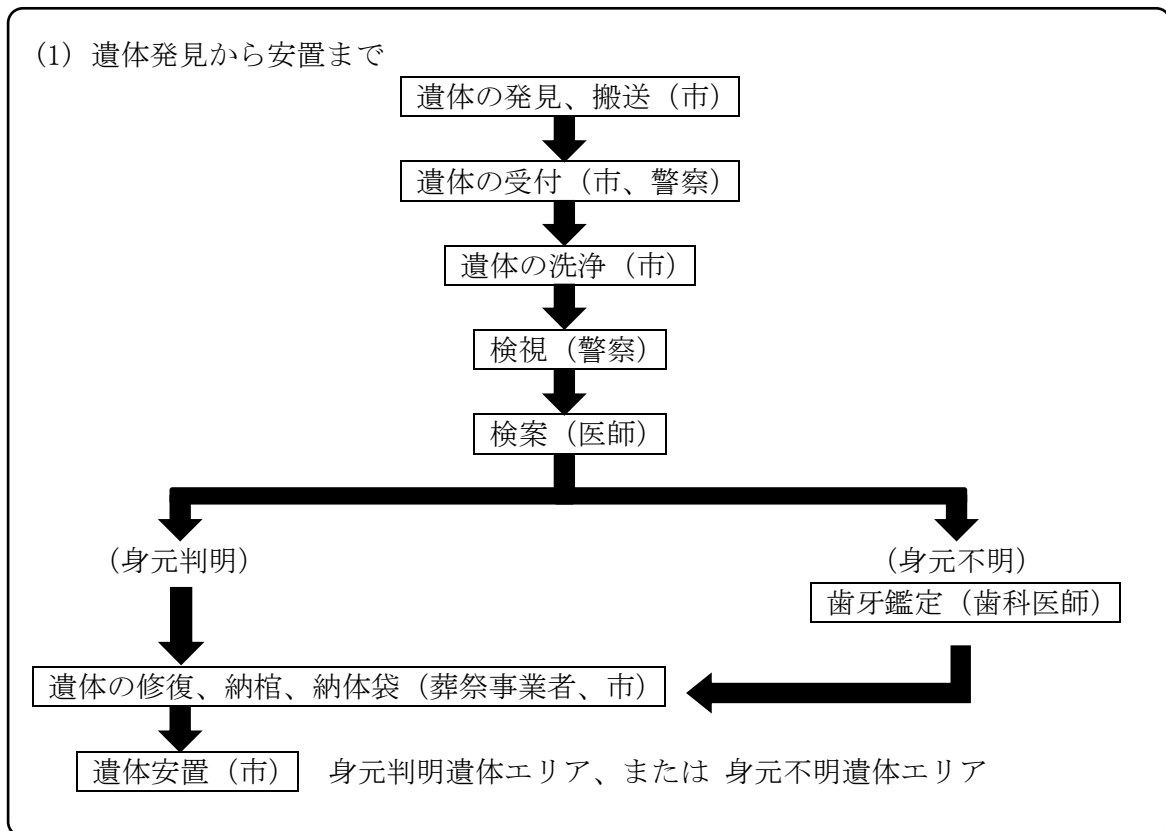 (1) 遺体発見から安置まで
遺体の発見、搬送（市）
遺体の受付（市、警察）
遺体の洗浄（市）
検視（警察）
検案（医師）
（身元判明）
（身元不明）
歯牙鑑定（歯科医師）
遺体の修復、納棺、納体袋（葬祭事業者、市）
遺体安置（市） 身元判明遺体エリア、または 身元不明遺体エリア